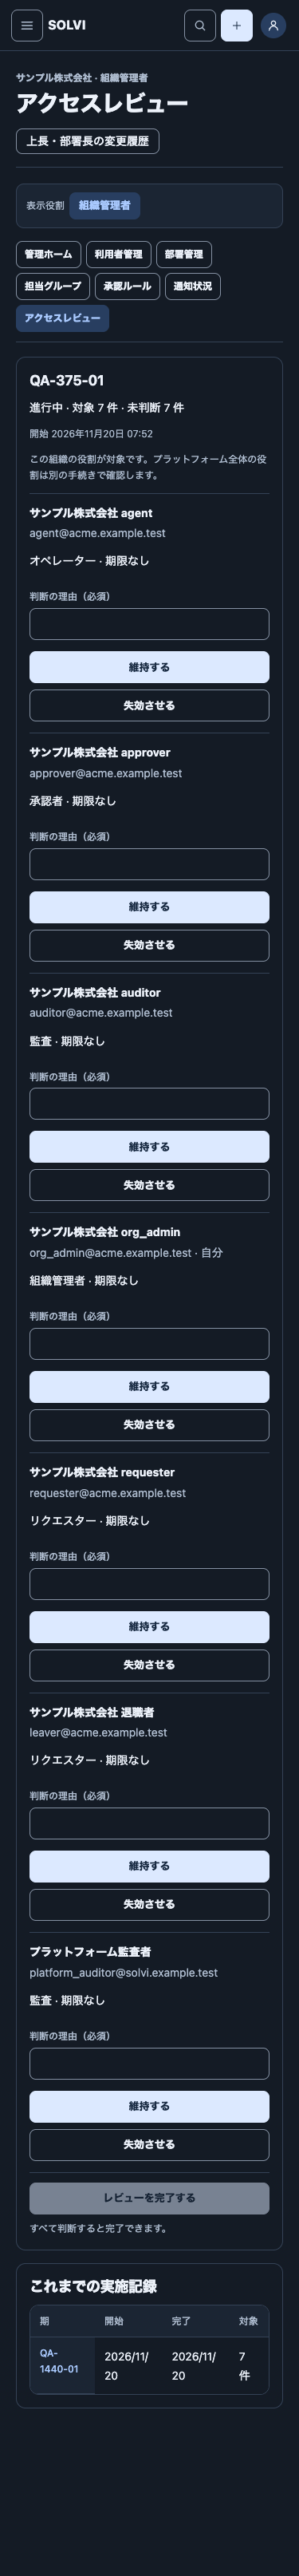 SOLVI
サンプル株式会社 · 組織管理者
アクセスレビュー
上長・部署長の変更履歴
表示役割 組織管理者
管理ホーム 利用者管理 部署管理
担当グループ 承認ルール 通知状況
アクセスレビュー
QA-375-01
進行中 · 対象 7 件 · 未判断 7 件
開始 2026年11月20日 07:52
この組織の役割が対象です。プラットフォーム全体の役
割は別の手続きで確認します。
サンプル株式会社 agent
agent@acme.example.test
オペレーター · 期限なし
判断の理由（必須）
維持する
失効させる
サンプル株式会社 approver
approver@acme.example.test
承認者 · 期限なし
判断の理由（必須）
維持する
失効させる
サンプル株式会社 auditor
auditor@acme.example.test
監査 · 期限なし
判断の理由（必須）
維持する
失効させる
サンプル株式会社 org_admin
org_admin@acme.example.test · 自分
組織管理者 · 期限なし
判断の理由（必須）
維持する
失効させる
サンプル株式会社 requester
requester@acme.example.test
リクエスター · 期限なし
判断の理由（必須）
維持する
失効させる
サンプル株式会社 退職者
leaver@acme.example.test
リクエスター · 期限なし
判断の理由（必須）
維持する
失効させる
プラットフォーム監査者
platform_auditor@solvi.example.test
監査 · 期限なし
判断の理由（必須）
維持する
失効させる
レビューを完了する
すべて判断すると完了できます。
これまでの実施記録
期 開始 完了 対象
QA- 2026/11/ 2026/11/ 7
1440-01 20 20 件